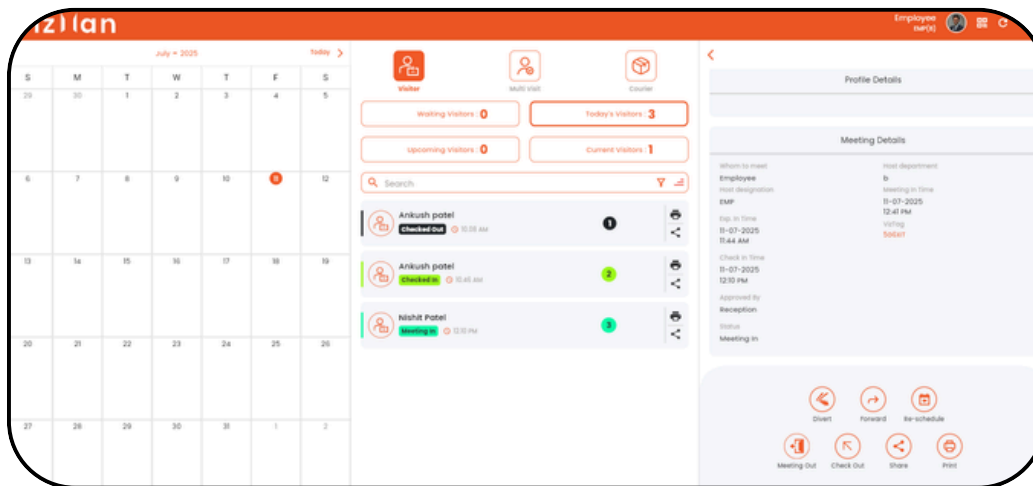 Employee
EMP(X)
July - 2025
Today
S M T W T F S
29 30 1 2 3 4 5
6 7 8 9 10 11 12
13 14 15 16 17 18 19
20 21 22 23 24 25 26
27 28 29 30 31 1 2
Visitor
Multi Visit
Courier
Waiting Visitors : 0
Today's Visitors : 3
Upcoming Visitors : 0
Current Visitors : 1
Search
Ankush patel
Checked Out 10:08 AM
1
Ankush patel
Checked In 10:45 AM
2
Nishit Patel
Meeting In 12:10 PM
3
Profile Details
Meeting Details
Whom to meet
Employee
Host designation
EMP
Exp. In Time
11-07-2025
11:44 AM
Check In Time
11-07-2025
12:10 PM
Approved By
Reception
Status
Meeting In
Host department
b
Meeting In Time
11-07-2025
12:41 PM
VizTag
Divert
Forward
Re-schedule
Meeting Out
Check Out
Share
Print